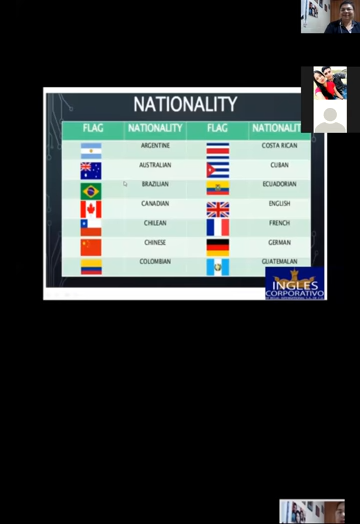 NATIONALITY
FLAG NATIONALITY FLAG NATIONALIT
ARGENTINE COSTA RICAN
AUSTRALIAN CUBAN
BRAZILIAN ECUADORIAN
CANADIAN ENGLISH
CHILEAN FRENCH
CHINESE GERMAN
COLOMBIAN GUATEMALAN
INGLES
CORPORATIVO